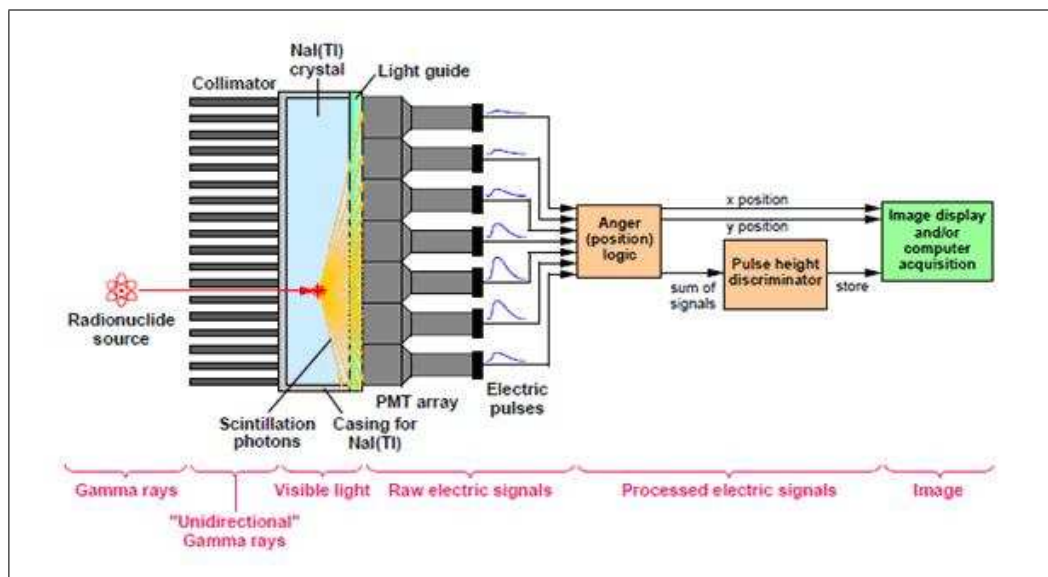 NaI(Tl)
crystal
Light guide
Collimator
x position
y position
Anger
(position)
logic
Image display
and/or
computer
acquisition
Pulse height
discriminator
sum of
signals
store
Radionuclide
source
Electric
pulses
PMT array
Scintillation
photons
Casing for
NaI(Tl)
Gamma rays
Visible light
Raw electric signals
Processed electric signals
Image
"Unidirectional"
Gamma rays